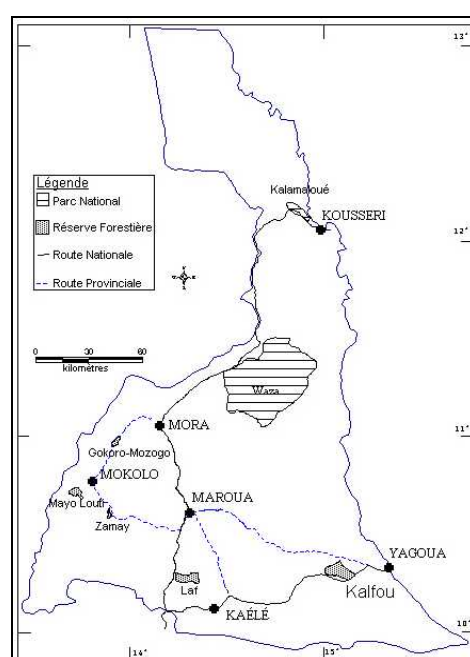 13°
Légende
Parc National
Réserve Forestière
Route Nationale
Route Provinciale
Kalamaloué
KOUSSERI
12°
0 30 60
kilomètres
Waza
MORA
11°
Gokoro-Mozogo
MOKOLO
Mayo Louti
Zamay
MAROUA
YAGOUA
Laf
Kalfou
KAÉLÉ
10°
14°
15°